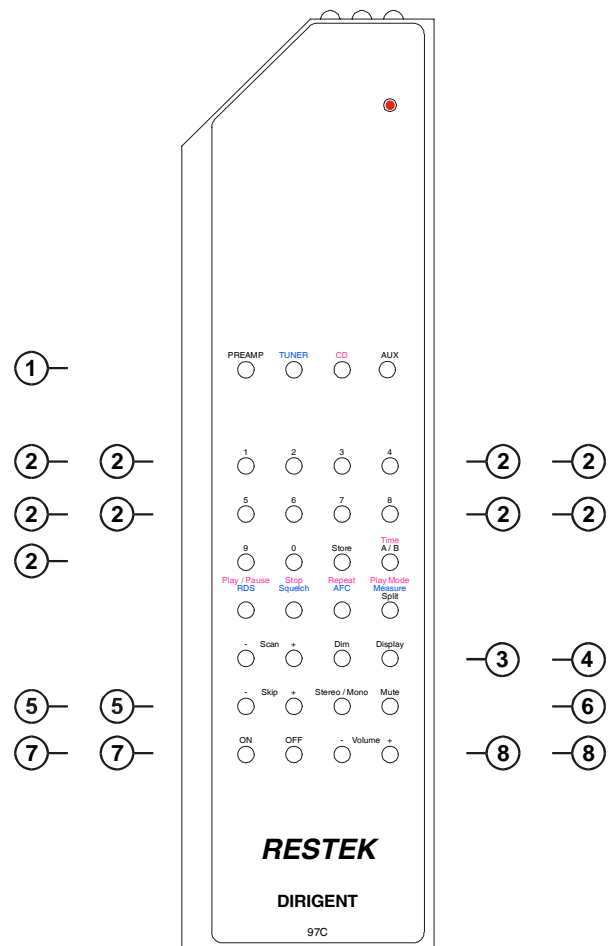 1 PREAMP TUNER CD AUX
2 2 1 2 3 4 2 2
2 2 5 6 7 8 2 2
Time
2 9 0 Store A / B
Play / Pause Stop Repeat Play Mode
RDS Squelch AFC Measure
Split
- Scan + Dim Display 3 4
5 5 - Skip + Stereo / Mono Mute 6
7 7 ON OFF - Volume + 8 8
RESTEK
DIRIGENT
97C